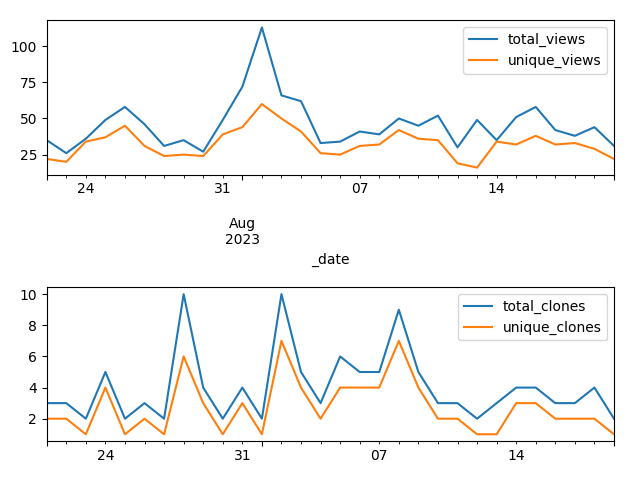 total_views
unique_views
100
75
50
25
24 31 07 14
Aug
2023
_date
total_clones
unique_clones
10
8
6
4
2
24 31 07 14